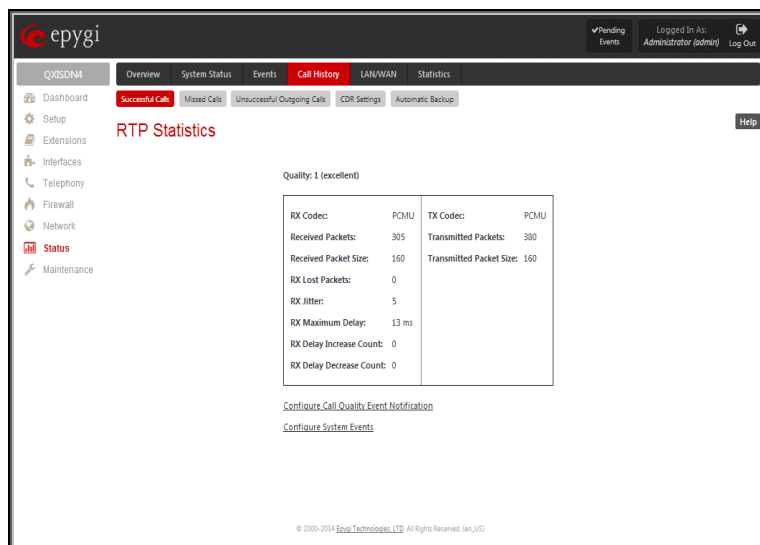 epygi
✔Pending Events
Logged In As: Administrator (admin)
Log Out
QXISDN4
Overview System Status Events Call History LAN/WAN Statistics
Dashboard
Setup
Extensions
Interfaces
Telephony
Firewall
Network
Status
Maintenance
Successful Calls Missed Calls Unsuccessful Outgoing Calls CDR Settings Automatic Backup
RTP Statistics
Help
Quality: 1 (excellent)
RX Codec: PCMU TX Codec: PCMU
Received Packets: 305 Transmitted Packets: 380
Received Packet Size: 160 Transmitted Packet Size: 160
RX Lost Packets: 0
RX Jitter: 5
RX Maximum Delay: 13 ms
RX Delay Increase Count: 0
RX Delay Decrease Count: 0
Configure Call Quality Event Notification
Configure System Events
© 2000-2014 Epygi Technologies, LTD. All Rights Reserved. (en_US)